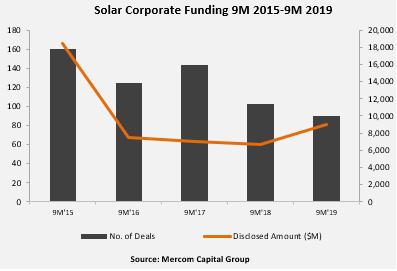 Solar Corporate Funding 9M 2015-9M 2019
180 20,000
160 18,000
140 16,000
120 14,000
100 12,000
80 10,000
60 8,000
40 6,000
20 4,000
0 2,000
0
9M'15 9M'16 9M'17 9M'18 9M'19
No. of Deals Disclosed Amount ($M)
Source: Mercom Capital Group